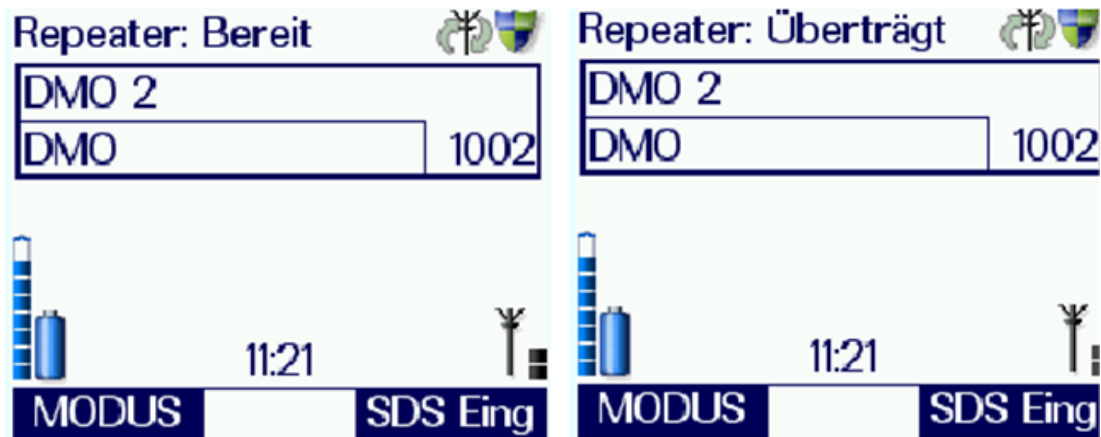 Repeater: Bereit
DMO 2
DMO 1002
11:21
MODUS SDS Eing
Repeater: Überträgt
DMO 2
DMO 1002
11:21
MODUS SDS Eing